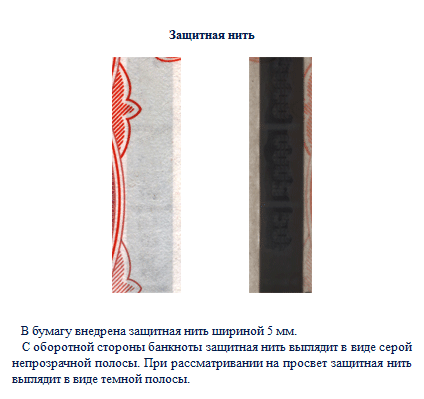 Защитная нить
В бумагу внедрена защитная нить шириной 5 мм.
С оборотной стороны банкноты защитная нить выглядит в виде серой
непрозрачной полосы. При рассматривании на просвет защитная нить
выглядит в виде темной полосы.